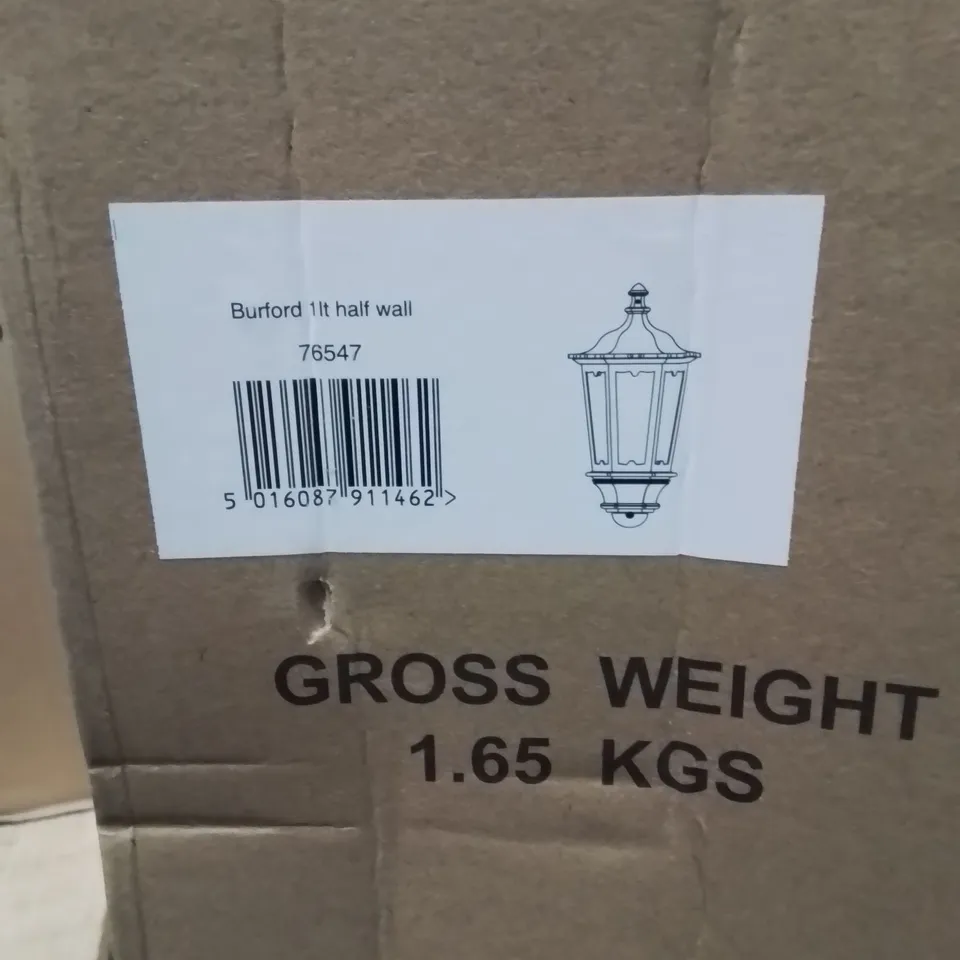 Burford 1lt half wall
76547
5 016087 911462 >
GROSS WEIGHT
1.65 KGS